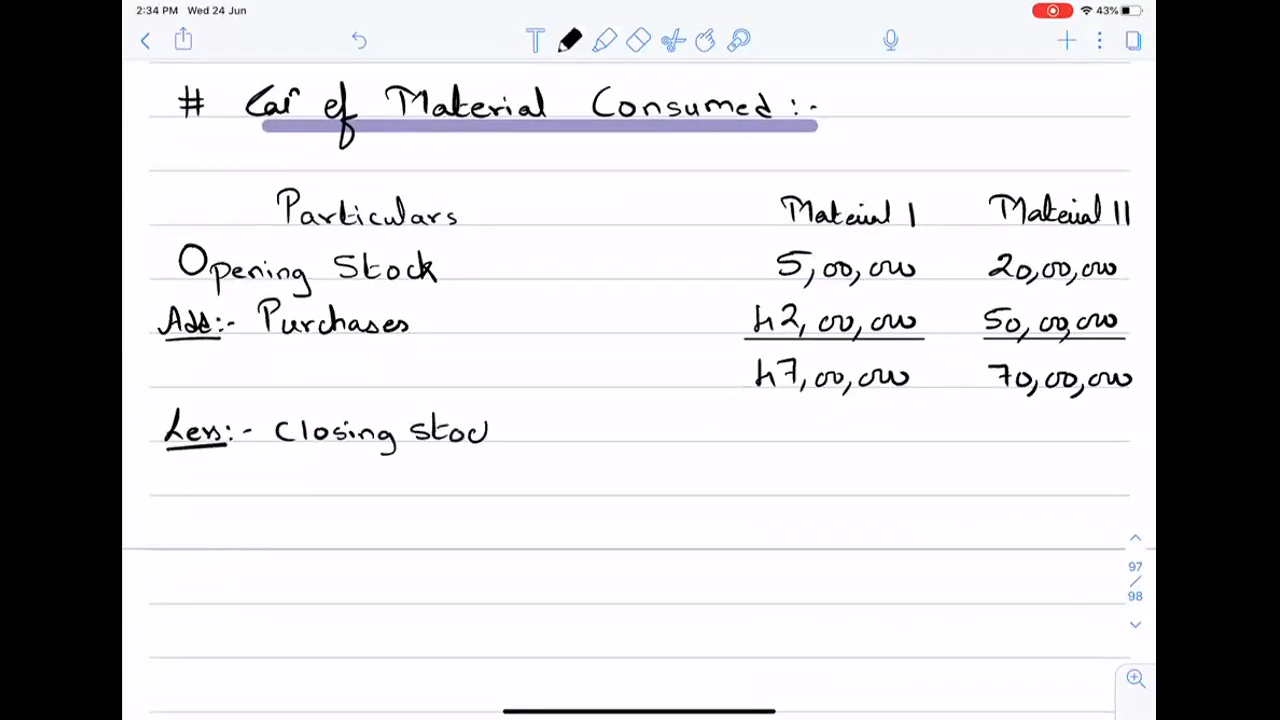 2:34 PM Wed 24 Jun 43%
T
# Caln of Material Consumed :-
Particulars Material I Material II
Opening Stock 5,00,000 20,00,000
Add:- Purchases 42,00,000 50,00,000
47,00,000 70,00,000
Less:- Closing Stoc
97
/
98